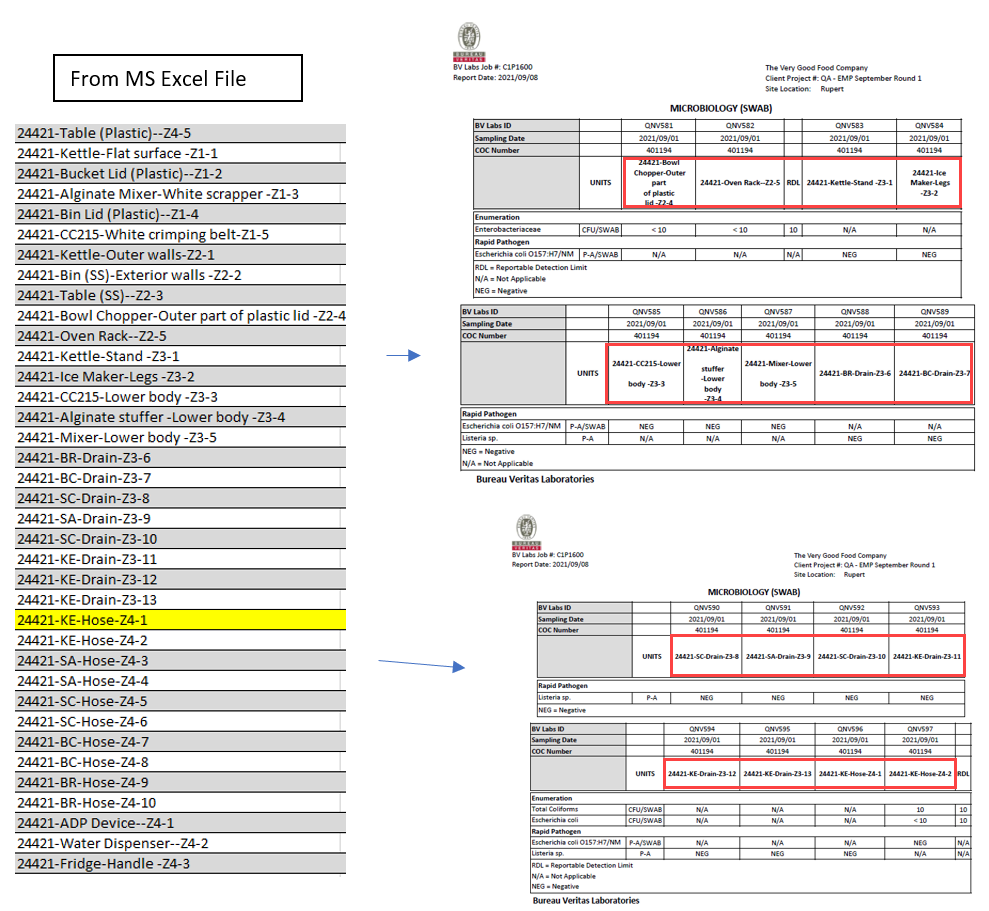 From MS Excel File
24421-Table (Plastic)--Z4-5
24421-Kettle-Flat surface -Z1-1
24421-Bucket Lid (Plastic)--Z1-2
24421-Alginate Mixer-White scrapper -Z1-3
24421-Bin Lid (Plastic)--Z1-4
24421-CC215-White crimping belt-Z1-5
24421-Kettle-Outer walls-Z2-1
24421-Bin (SS)-Exterior walls -Z2-2
24421-Table (SS)--Z2-3
24421-Bowl Chopper-Outer part of plastic lid -Z2-4
24421-Oven Rack--Z2-5
24421-Kettle-Stand -Z3-1
24421-Ice Maker-Legs -Z3-2
24421-CC215-Lower body -Z3-3
24421-Alginate stuffer -Lower body -Z3-4
24421-Mixer-Lower body -Z3-5
24421-BR-Drain-Z3-6
24421-BC-Drain-Z3-7
24421-SC-Drain-Z3-8
24421-SA-Drain-Z3-9
24421-SC-Drain-Z3-10
24421-KE-Drain-Z3-11
24421-KE-Drain-Z3-12
24421-KE-Drain-Z3-13
24421-KE-Hose-Z4-1
24421-KE-Hose-Z4-2
24421-SA-Hose-Z4-3
24421-SA-Hose-Z4-4
24421-SC-Hose-Z4-5
24421-SC-Hose-Z4-6
24421-BC-Hose-Z4-7
24421-BC-Hose-Z4-8
24421-BR-Hose-Z4-9
24421-BR-Hose-Z4-10
24421-ADP Device--Z4-1
24421-Water Dispenser--Z4-2
24421-Fridge-Handle -Z4-3
BUREAU
VERITAS
BV Labs Job #: C1P1600
Report Date: 2021/09/08
The Very Good Food Company
Client Project #: QA - EMP September Round 1
Site Location: Rupert
MICROBIOLOGY (SWAB)
BV Labs ID QNV581 QNV582 QNV583 QNV584
Sampling Date 2021/09/01 2021/09/01 2021/09/01 2021/09/01
COC Number 401194 401194 401194 401194
UNITS 24421-Bowl Chopper-Outer part of plastic lid -Z2-4 24421-Oven Rack--Z2-5 RDL 24421-Kettle-Stand -Z3-1 24421-Ice Maker-Legs -Z3-2
Enumeration
Enterobacteriaceae CFU/SWAB < 10 < 10 10 N/A N/A
Rapid Pathogen
Escherichia coli O157:H7/NM P-A/SWAB N/A N/A N/A NEG NEG
RDL = Reportable Detection Limit
N/A = Not Applicable
NEG = Negative
BV Labs ID QNV585 QNV586 QNV587 QNV588 QNV589
Sampling Date 2021/09/01 2021/09/01 2021/09/01 2021/09/01 2021/09/01
COC Number 401194 401194 401194 401194 401194
UNITS 24421-CC215-Lower body -Z3-3 24421-Alginate stuffer -Lower body -Z3-4 24421-Mixer-Lower body -Z3-5 24421-BR-Drain-Z3-6 24421-BC-Drain-Z3-7
Rapid Pathogen
Escherichia coli O157:H7/NM P-A/SWAB NEG NEG NEG N/A N/A
Listeria sp. P-A N/A N/A N/A NEG NEG
NEG = Negative
N/A = Not Applicable
Bureau Veritas Laboratories
BUREAU
VERITAS
BV Labs Job #: C1P1600
Report Date: 2021/09/08
The Very Good Food Company
Client Project #: QA - EMP September Round 1
Site Location: Rupert
MICROBIOLOGY (SWAB)
BV Labs ID QNV590 QNV591 QNV592 QNV593
Sampling Date 2021/09/01 2021/09/01 2021/09/01 2021/09/01
COC Number 401194 401194 401194 401194
UNITS 24421-SC-Drain-Z3-8 24421-SA-Drain-Z3-9 24421-SC-Drain-Z3-10 24421-KE-Drain-Z3-11
Rapid Pathogen
Listeria sp. P-A NEG NEG NEG NEG
NEG = Negative
BV Labs ID QNV594 QNV595 QNV596 QNV597
Sampling Date 2021/09/01 2021/09/01 2021/09/01 2021/09/01
COC Number 401194 401194 401194 401194
UNITS 24421-KE-Drain-Z3-12 24421-KE-Drain-Z3-13 24421-KE-Hose-Z4-1 24421-KE-Hose-Z4-2 RDL
Enumeration
Total Coliforms CFU/SWAB N/A N/A N/A 10 10
Escherichia coli CFU/SWAB N/A N/A N/A < 10 10
Rapid Pathogen
Escherichia coli O157:H7/NM P-A/SWAB N/A N/A N/A NEG N/A
Listeria sp. P-A NEG NEG NEG N/A N/A
RDL = Reportable Detection Limit
N/A = Not Applicable
NEG = Negative
Bureau Veritas Laboratories